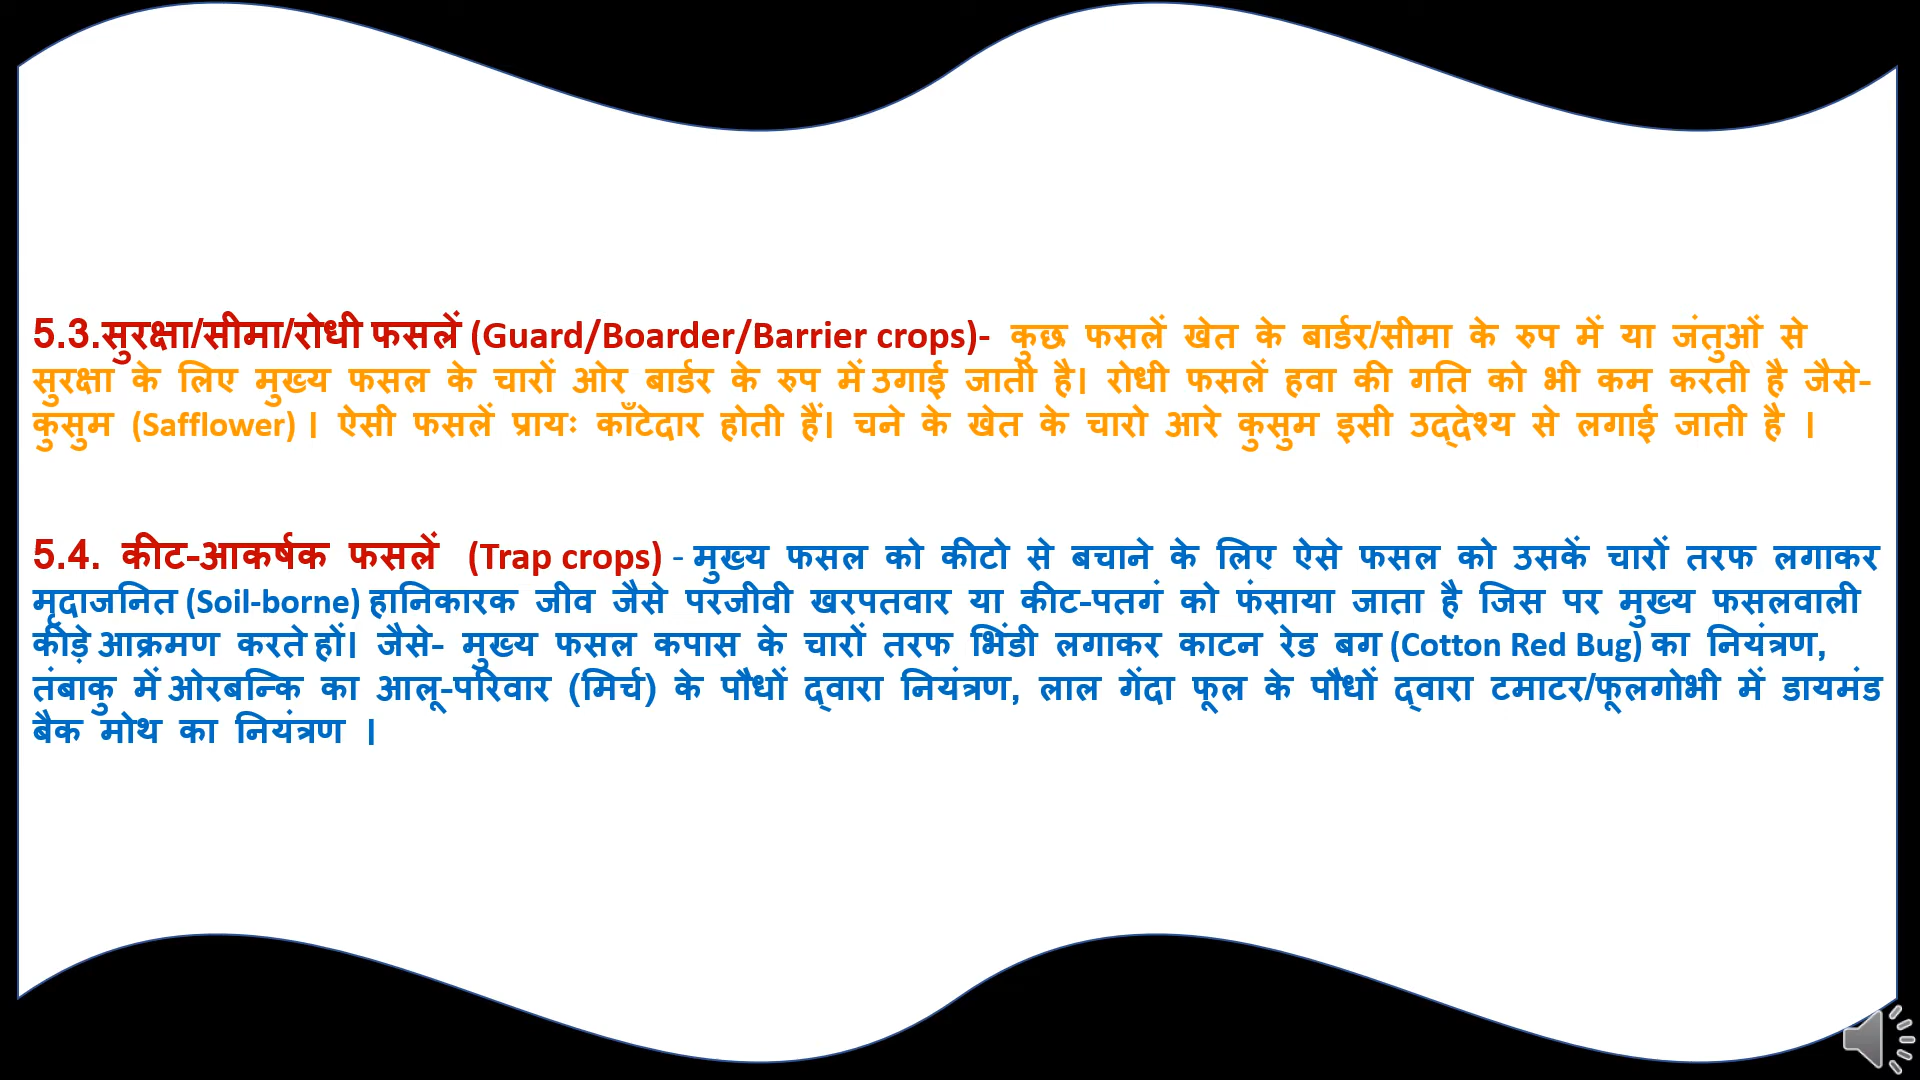 5.3.सुरक्षा/सीमा/रोधी फसलें (Guard/Boarder/Barrier crops)- कुछ फसलें खेत के बार्डर/सीमा के रुप में या जंतुओं से
सुरक्षा के लिए मुख्य फसल के चारों ओर बार्डर के रुप में उगाई जाती है। रोधी फसलें हवा की गति को भी कम करती है जैसे-
कुसुम (Safflower) । ऐसी फसलें प्रायः काँटेदार होती हैं। चने के खेत के चारो आरे कुसुम इसी उद्देश्य से लगाई जाती है ।
5.4. कीट-आकर्षक फसलें (Trap crops) - मुख्य फसल को कीटो से बचाने के लिए ऐसे फसल को उसकें चारों तरफ लगाकर
मृदाजनित (Soil-borne) हानिकारक जीव जैसे परजीवी खरपतवार या कीट-पतगं को फंसाया जाता है जिस पर मुख्य फसलवाली
कीड़े आक्रमण करते हों। जैसे- मुख्य फसल कपास के चारों तरफ भिंडी लगाकर काटन रेड बग (Cotton Red Bug) का नियंत्रण,
तंबाकु में ओरबन्कि का आलू-परिवार (मिर्च) के पौधों द्वारा नियंत्रण, लाल गेंदा फूल के पौधों द्वारा टमाटर/फूलगोभी में डायमंड
बैक मोथ का नियंत्रण ।